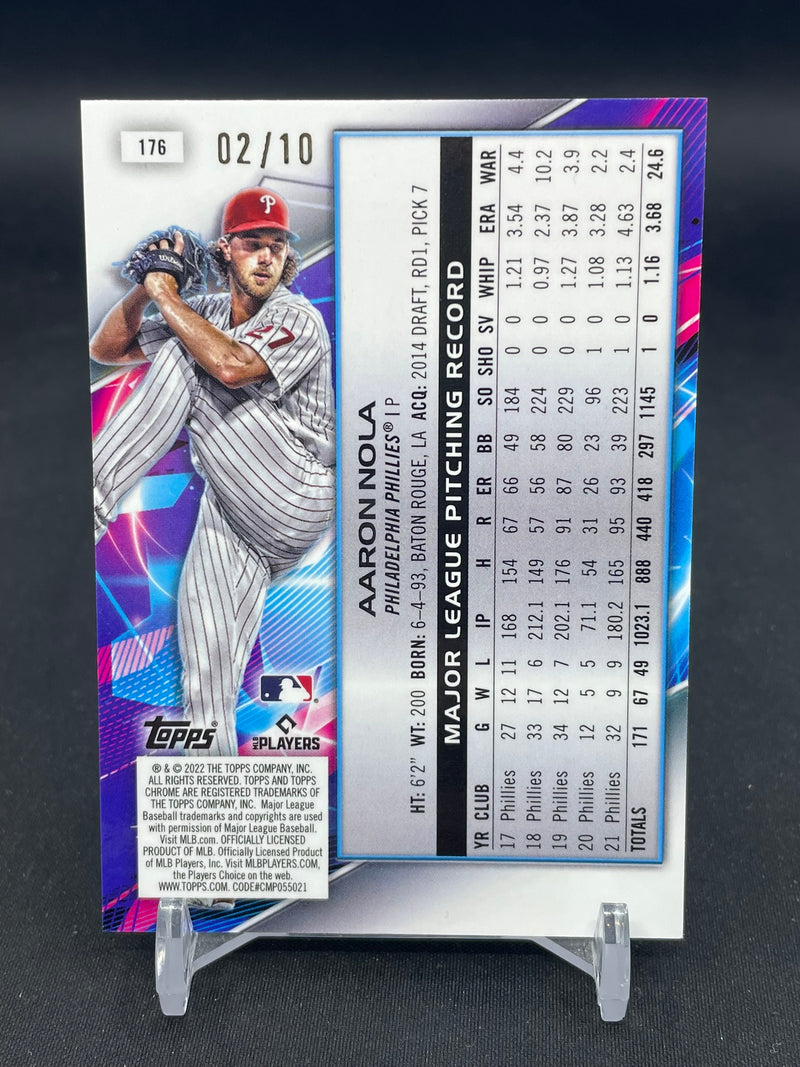 176
02/10
P
27
Wilson
TOPPS®
MLB PLAYERS
® & © 2022 THE TOPPS COMPANY, INC.
ALL RIGHTS RESERVED. TOPPS AND TOPPS
CHROME ARE REGISTERED TRADEMARKS OF
THE TOPPS COMPANY, INC. Major League
Baseball trademarks and copyrights are used
with permission of Major League Baseball.
Visit MLB.com. OFFICIALLY LICENSED
PRODUCT OF MLB. Officially Licensed Product
of MLB Players, Inc. Visit MLBPLAYERS.COM,
the Players Choice on the web.
WWW.TOPPS.COM. CODE#CMP055021
AARON NOLA
PHILADELPHIA PHILLIES® | P
HT: 6'2" WT: 200 BORN: 6-4-93, BATON ROUGE, LA ACQ: 2014 DRAFT, RD1, PICK 7
MAJOR LEAGUE PITCHING RECORD
YR CLUB G W L IP H R ER BB SO SHO SV WHIP ERA WAR
17 Phillies 27 12 11 168 154 67 66 49 184 0 0 1.21 3.54 4.4
18 Phillies 33 17 6 212.1 149 57 56 58 224 0 0 0.97 2.37 10.2
19 Phillies 34 12 7 202.1 176 91 87 80 229 0 0 1.27 3.87 3.9
20 Phillies 12 5 5 71.1 54 31 26 23 96 1 0 1.08 3.28 2.2
21 Phillies 32 9 9 180.2 165 95 93 39 223 0 0 1.13 4.63 2.4
TOTALS 171 67 49 1023.1 888 440 418 297 1145 1 0 1.16 3.68 24.6